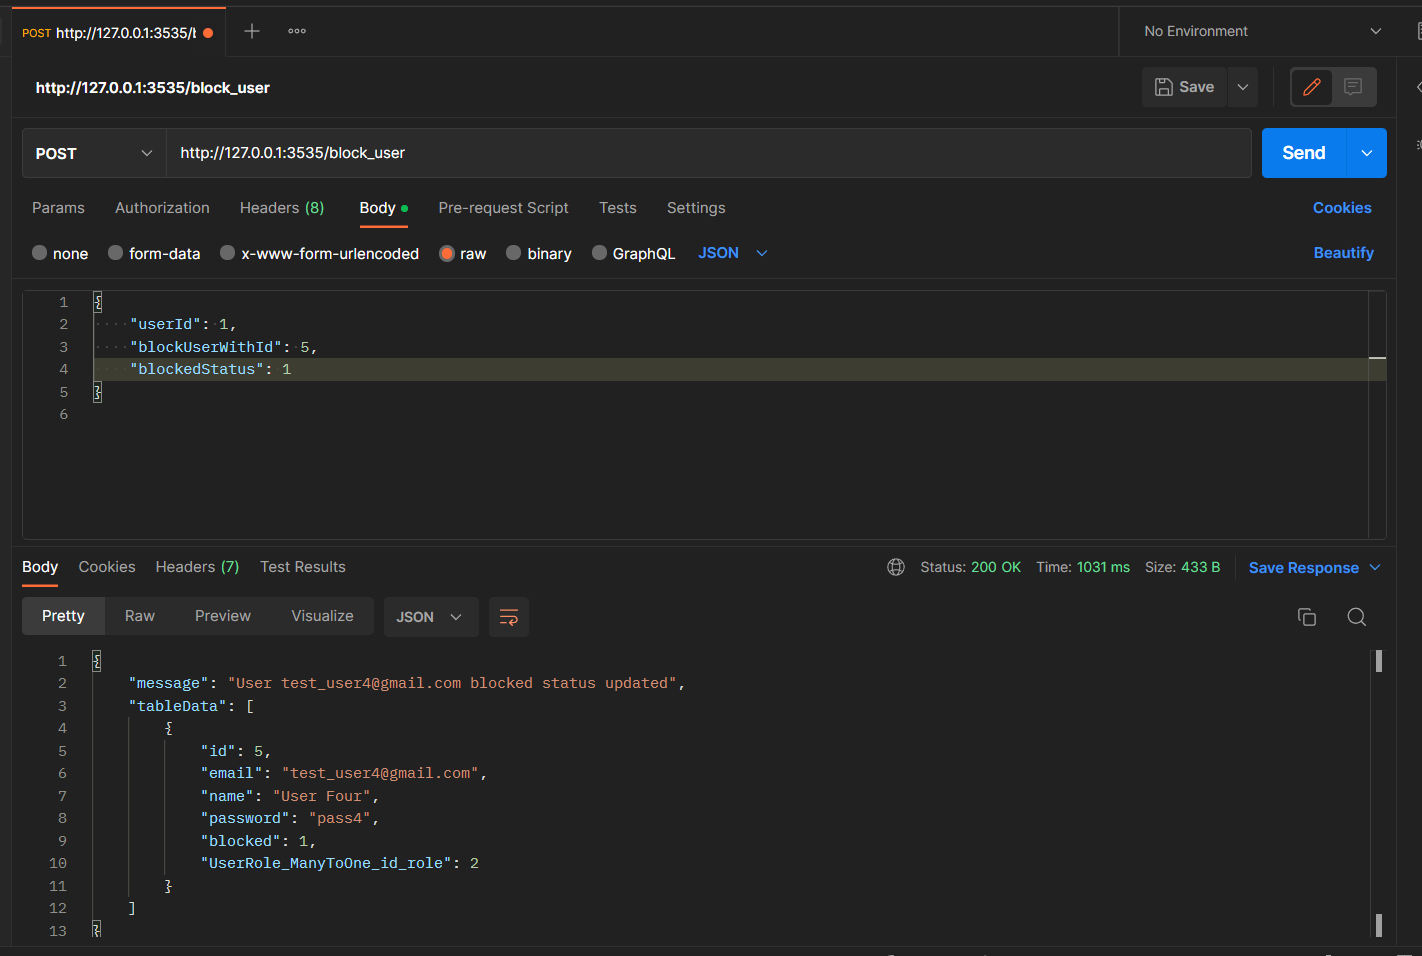 POST http://127.0.0.1:3535/b
No Environment
http://127.0.0.1:3535/block_user
Save
POST
http://127.0.0.1:3535/block_user
Send
Params Authorization Headers (8) Body Pre-request Script Tests Settings Cookies
none form-data x-www-form-urlencoded raw binary GraphQL JSON Beautify
1 {
2 "userId": 1,
3 "blockUserWithId": 5,
4 "blockedStatus": 1
5 }
6
Body Cookies Headers (7) Test Results Status: 200 OK Time: 1031 ms Size: 433 B Save Response
Pretty Raw Preview Visualize JSON
1 {
2 "message": "User test_user4@gmail.com blocked status updated",
3 "tableData": [
4 {
5 "id": 5,
6 "email": "test_user4@gmail.com",
7 "name": "User Four",
8 "password": "pass4",
9 "blocked": 1,
10 "UserRole_ManyToOne_id_role": 2
11 }
12 ]
13 }